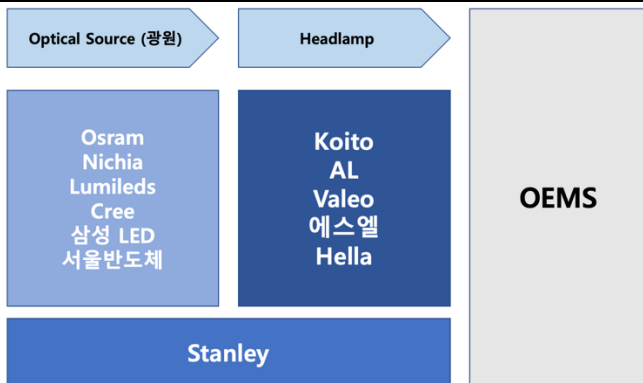 Optical Source (광원)
Headlamp
Osram
Nichia
Lumileds
Cree
삼성 LED
서울반도체
Koito
AL
Valeo
에스엘
Hella
OEMS
Stanley